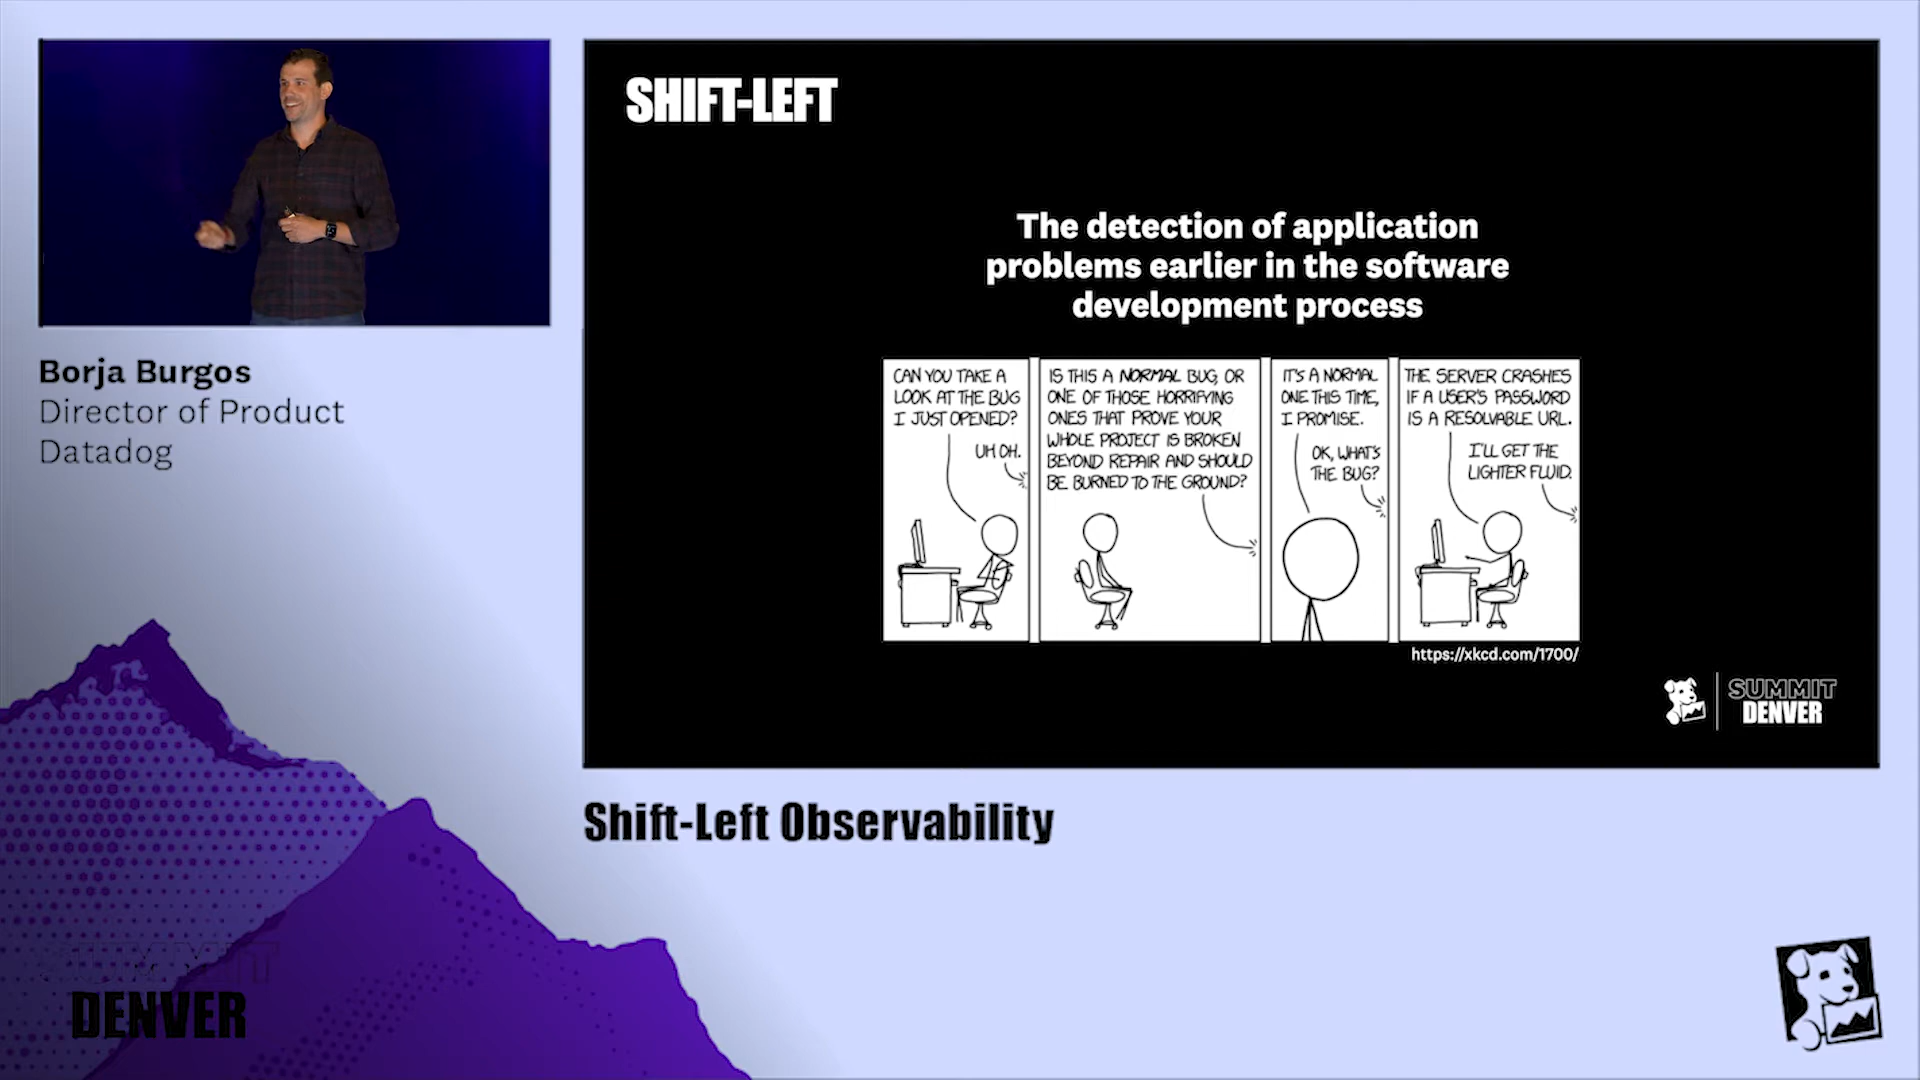 SHIFT-LEFT
The detection of application
problems earlier in the software
development process
CAN YOU TAKE A
LOOK AT THE BUG
I JUST OPENED?
UH OH.
IS THIS A NORMAL BUG, OR
ONE OF THOSE HORRIFYING
ONES THAT PROVE YOUR
WHOLE PROJECT IS BROKEN
BEYOND REPAIR AND SHOULD
BE BURNED TO THE GROUND?
IT'S A NORMAL
ONE THIS TIME,
I PROMISE.
OK, WHAT'S
THE BUG?
THE SERVER CRASHES
IF A USER'S PASSWORD
IS A RESOLVABLE URL.
I'LL GET THE
LIGHTER FLUID.
https://xkcd.com/1700/
SUMMIT
DENVER
Borja Burgos
Director of Product
Datadog
Shift-Left Observability
SUMMIT
DENVER